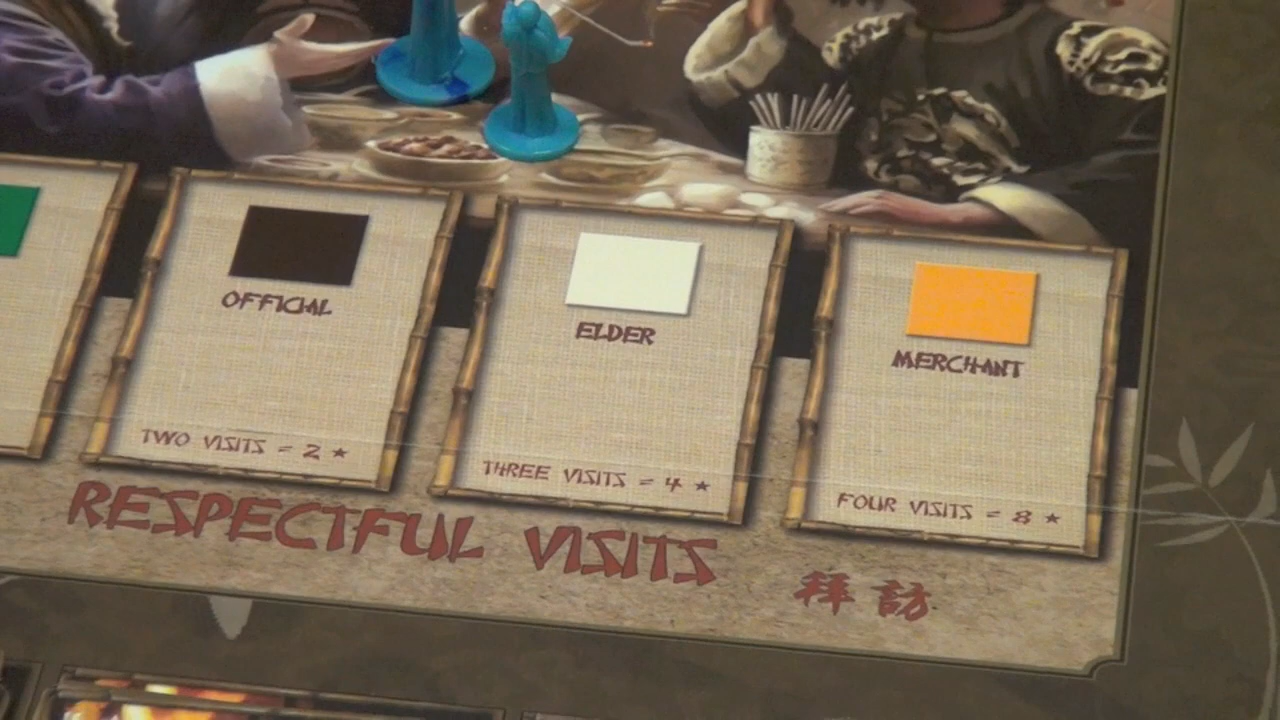 OFFICIAL
TWO VISITS = 2 ★
ELDER
THREE VISITS = 4 ★
MERCHANT
FOUR VISITS = 8 ★
RESPECTFUL VISITS 拜訪